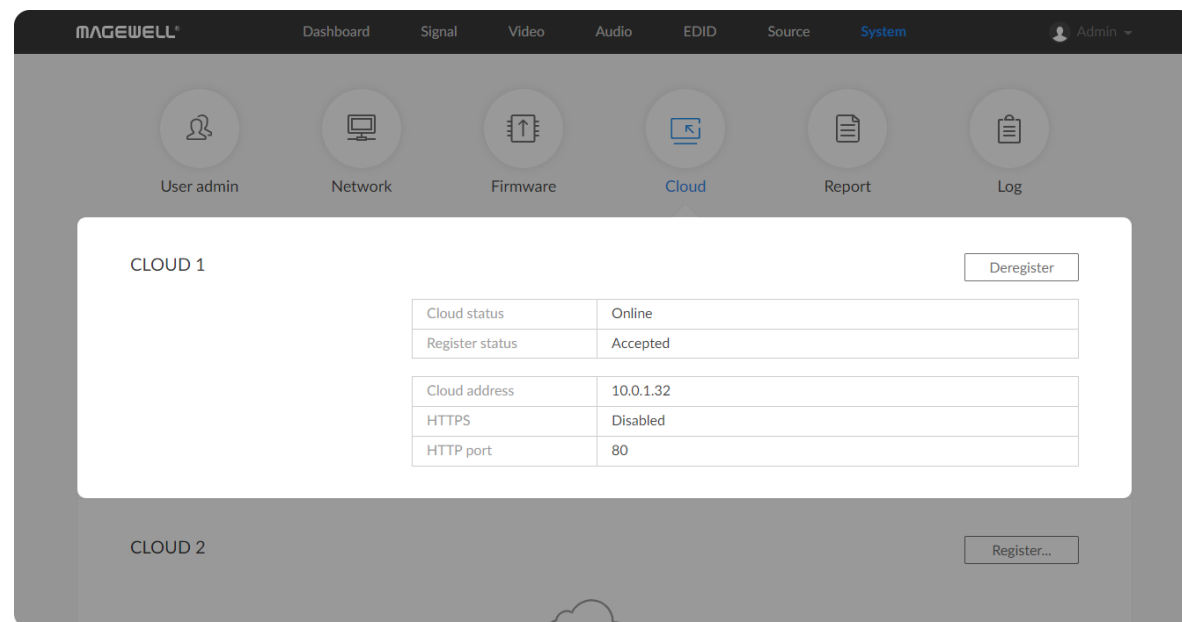 MAGEWELL® Dashboard Signal Video Audio EDID Source System Admin
User admin Network Firmware Cloud Report Log
CLOUD 1 Deregister
Cloud status Online
Register status Accepted
Cloud address 10.0.1.32
HTTPS Disabled
HTTP port 80
CLOUD 2 Register...